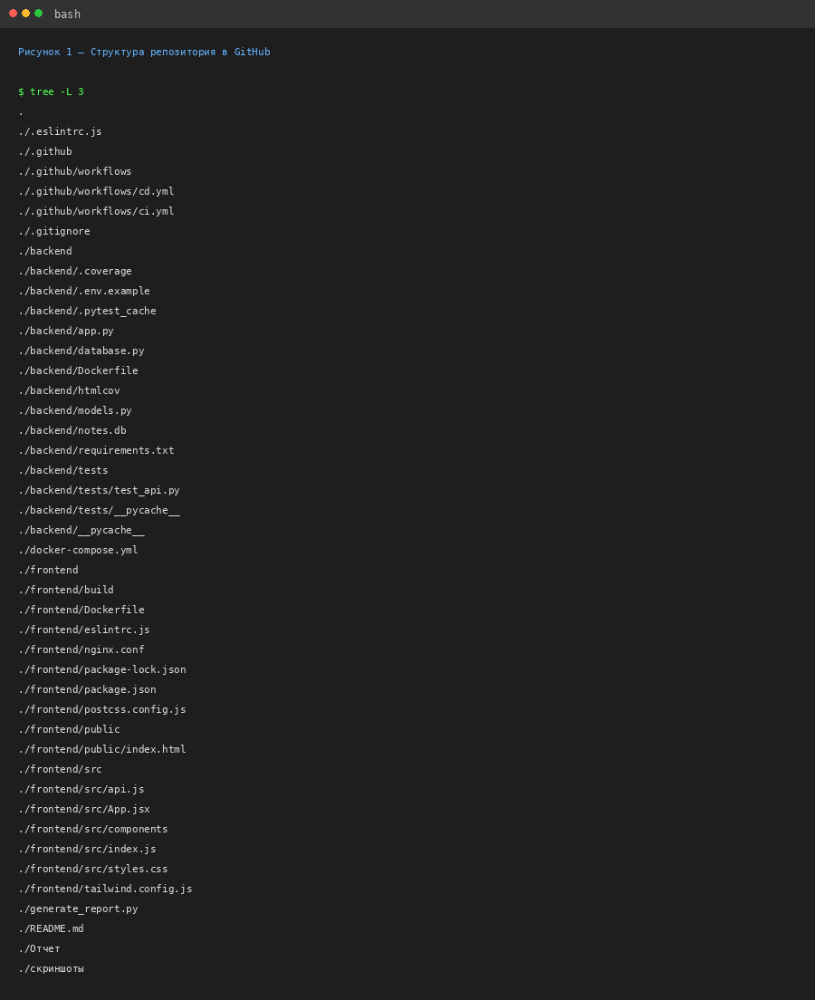 bash
Рисунок 1 — Структура репозитория в GitHub
$ tree -L 3
.
./.eslintrc.js
./.github
./.github/workflows
./.github/workflows/cd.yml
./.github/workflows/ci.yml
./.gitignore
./backend
./backend/.coverage
./backend/.env.example
./backend/.pytest_cache
./backend/app.py
./backend/database.py
./backend/Dockerfile
./backend/htmlcov
./backend/models.py
./backend/notes.db
./backend/requirements.txt
./backend/tests
./backend/tests/test_api.py
./backend/tests/__pycache__
./backend/__pycache__
./docker-compose.yml
./frontend
./frontend/build
./frontend/Dockerfile
./frontend/eslintrc.js
./frontend/nginx.conf
./frontend/package-lock.json
./frontend/package.json
./frontend/postcss.config.js
./frontend/public
./frontend/public/index.html
./frontend/src
./frontend/src/api.js
./frontend/src/App.jsx
./frontend/src/components
./frontend/src/index.js
./frontend/src/styles.css
./frontend/tailwind.config.js
./generate_report.py
./README.md
./Отчет
./скриншоты